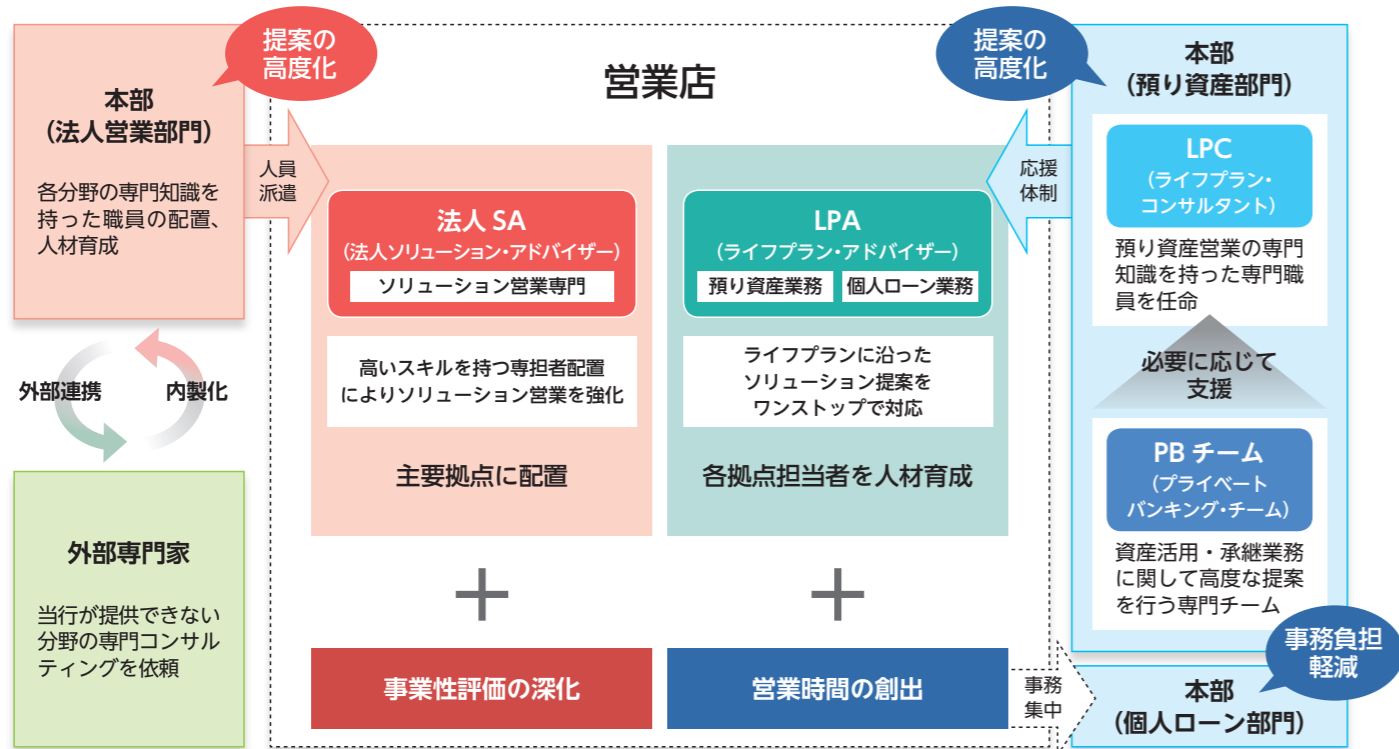 提案の
高度化
本部
(法人営業部門)
各分野の専門知識を
持った職員の配置、
人材育成
人員
派遣
外部連携
内製化
外部専門家
当行が提供できない
分野の専門コンサル
ティングを依頼
営業店
法人 SA
(法人ソリューション・アドバイザー)
ソリューション営業専門
高いスキルを持つ専担者配置
によりソリューション営業を強化
主要拠点に配置
+
事業性評価の深化
LPA
(ライフプラン・アドバイザー)
預り資産業務
個人ローン業務
ライフプランに沿った
ソリューション提案を
ワンストップで対応
各拠点担当者を人材育成
+
営業時間の創出
提案の
高度化
応援
体制
本部
(預り資産部門)
LPC
(ライフプラン・
コンサルタント)
預り資産営業の専門
知識を持った専門職
員を任命
必要に応じて
支援
PB チーム
(プライベート
バンキング・チーム)
資産活用・承継業務
に関して高度な提案
を行う専門チーム
事務負担
軽減
事務
集中
本部
(個人ローン部門)